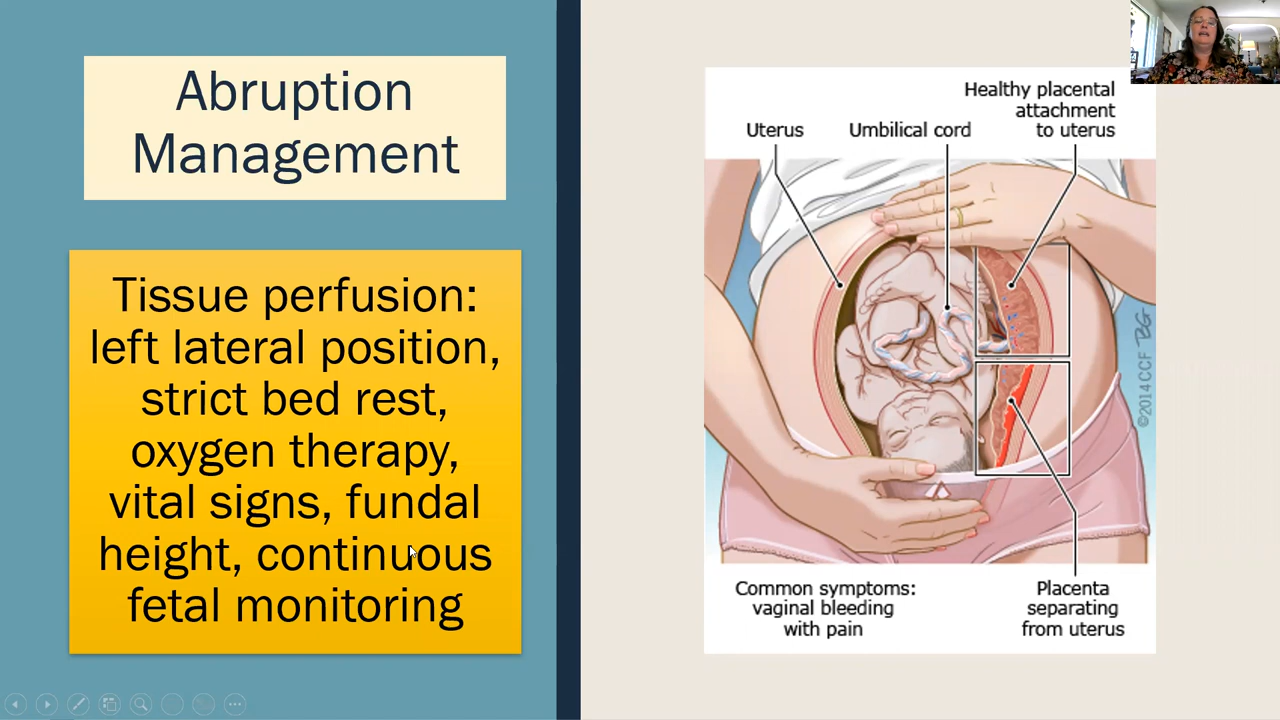 Abruption
Management
Tissue perfusion:
left lateral position,
strict bed rest,
oxygen therapy,
vital signs, fundal
height, continuous
fetal monitoring
Healthy placental
attachment
to uterus
Uterus
Umbilical cord
©2014 CCF
Common symptoms:
vaginal bleeding
with pain
Placenta
separating
from uterus